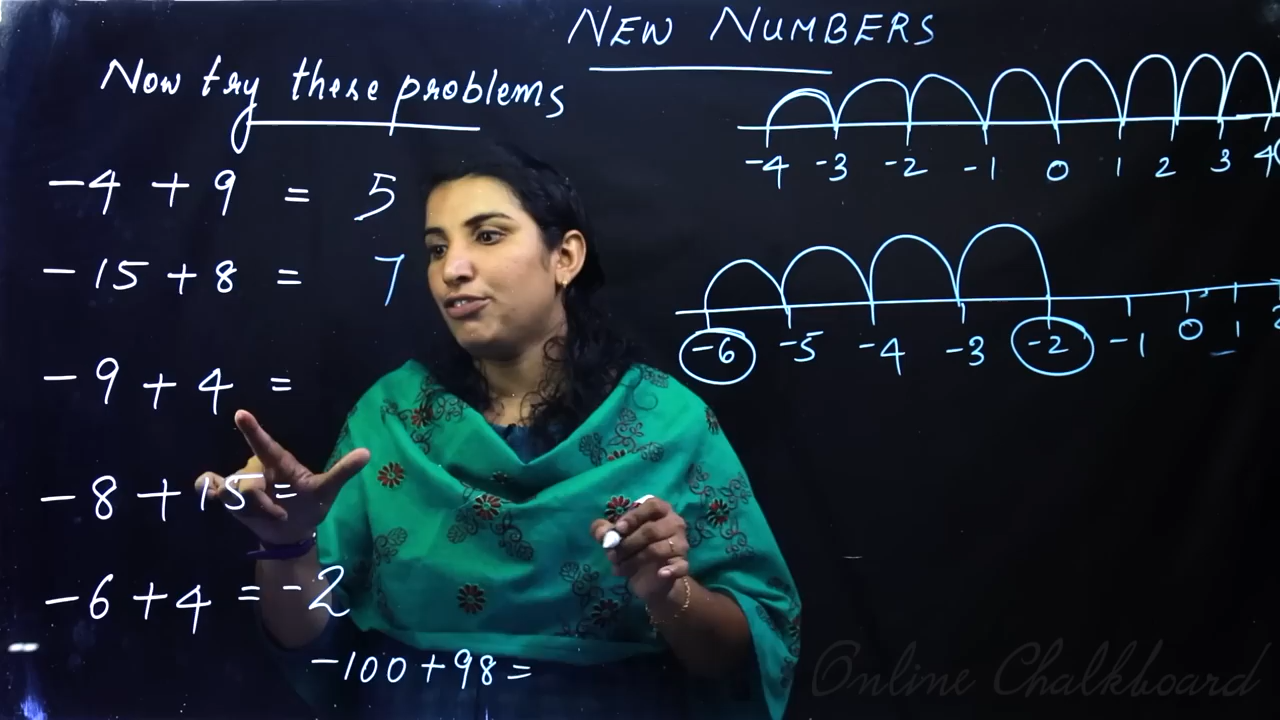 NEW NUMBERS
Now try these problems
-4 + 9 = 5
-15 + 8 = 7
-9 + 4 =
-8 + 15 =
-6 + 4 = -2
-100 + 98 =
-4 -3 -2 -1 0 1 2 3 4
-6 -5 -4 -3 -2 -1 0 1
Online Chalkboard